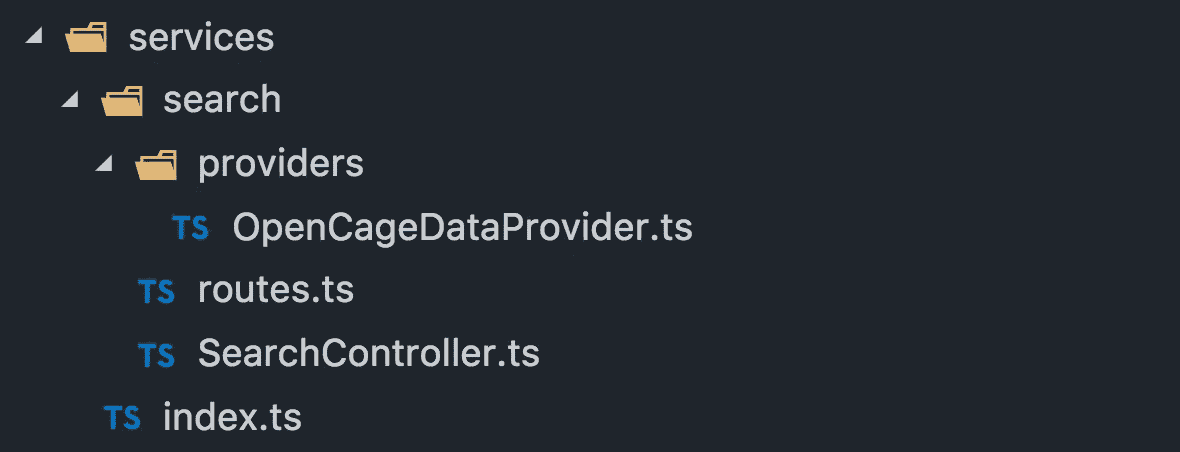 services
search
providers
TS OpenCageDataProvider.ts
TS routes.ts
TS SearchController.ts
TS index.ts